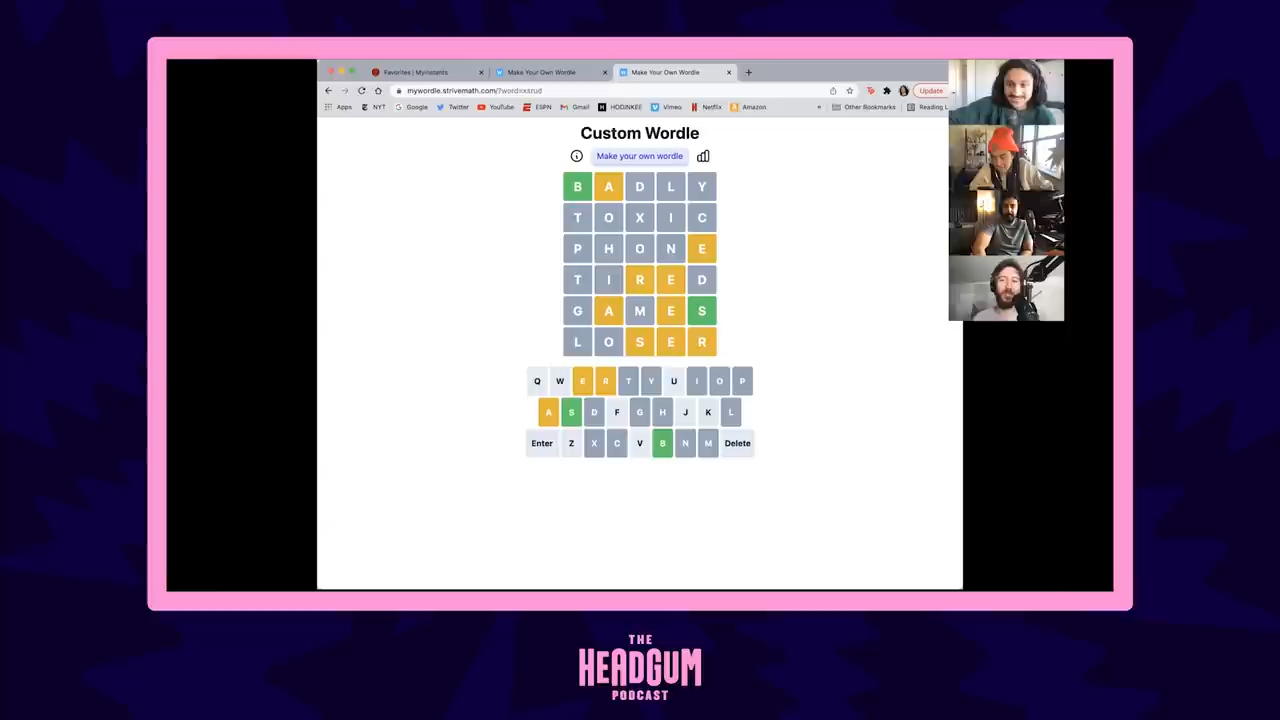 Favorites | Myinstants
Make Your Own Wordle
Make Your Own Wordle
mywordle.strivemath.com/?word=xsrud
Update
Apps NYT Google Twitter YouTube ESPN Gmail HODINKEE Vimeo Netflix Amazon » Other Bookmarks Reading L
Custom Wordle
Make your own wordle
B A D L Y
T O X I C
P H O N E
T I R E D
G A M E S
L O S E R
Q W E R T Y U I O P
A S D F G H J K L
Enter Z X C V B N M Delete
THE
HEADGUM
PODCAST